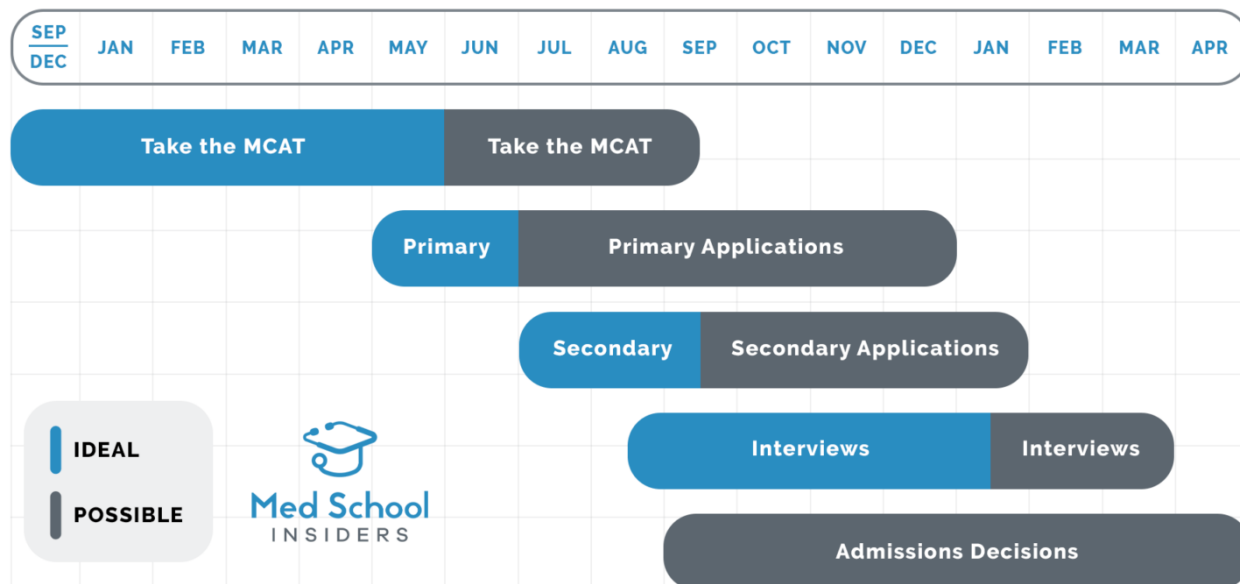 SEP
DEC
JAN FEB MAR APR MAY JUN JUL AUG SEP OCT NOV DEC JAN FEB MAR APR
Take the MCAT Take the MCAT
Primary Primary Applications
Secondary Secondary Applications
Interviews Interviews
IDEAL
POSSIBLE
Med School
INSIDERS
Admissions Decisions